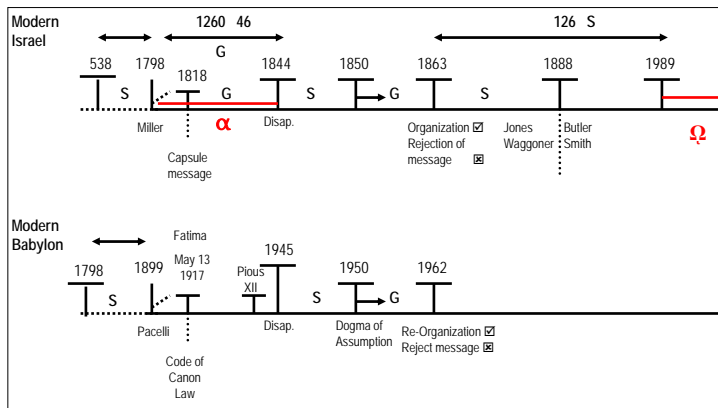 Modern
Israel
1260 46
G
126 S
538
1798
1818
1844
1850
1863
1888
1989
S
G
S
G
S
α
Ω
Miller
Capsule
message
Disap.
Organization ☑
Rejection of
message ☒
Jones
Waggoner
Butler
Smith
Modern
Babylon
Fatima
May 13
1917
1798
1899
Pious
XII
1945
1950
1962
S
S
G
Pacelli
Code of
Canon
Law
Disap.
Dogma of
Assumption
Re-Organization ☑
Reject message ☒